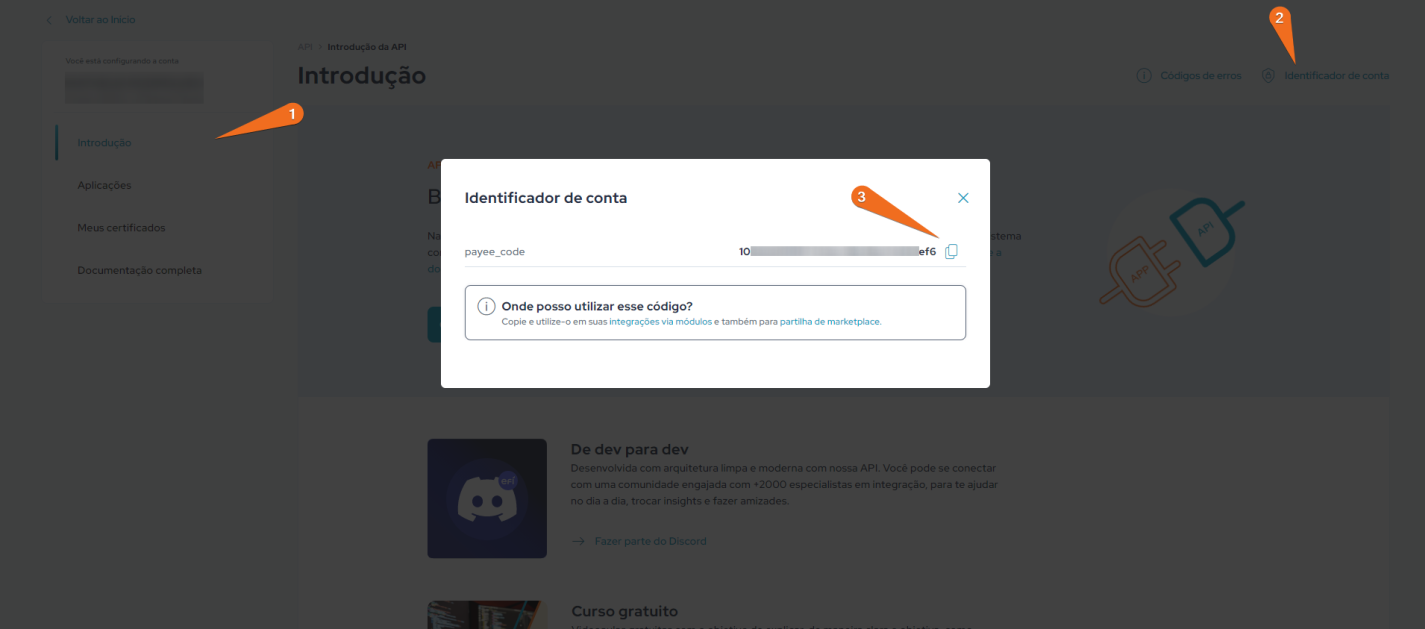 Voltar ao Início
2
API > Introdução da API
Você está configurando a conta
Introdução
Códigos de erros
Identificador de conta
1
Introdução
Aplicações
Meus certificados
Documentação completa
Identificador de conta
3
payee_code
10 ef6
Onde posso utilizar esse código?
Copie e utilize-o em suas integrações via módulos e também para partilha de marketplace.
API
APP
De dev para dev
Desenvolvida com arquitetura limpa e moderna com nossa API. Você pode se conectar
com uma comunidade engajada com +2000 especialistas em integração, para te ajudar
no dia a dia, trocar insights e fazer amizades.
efí
Fazer parte do Discord
Curso gratuito